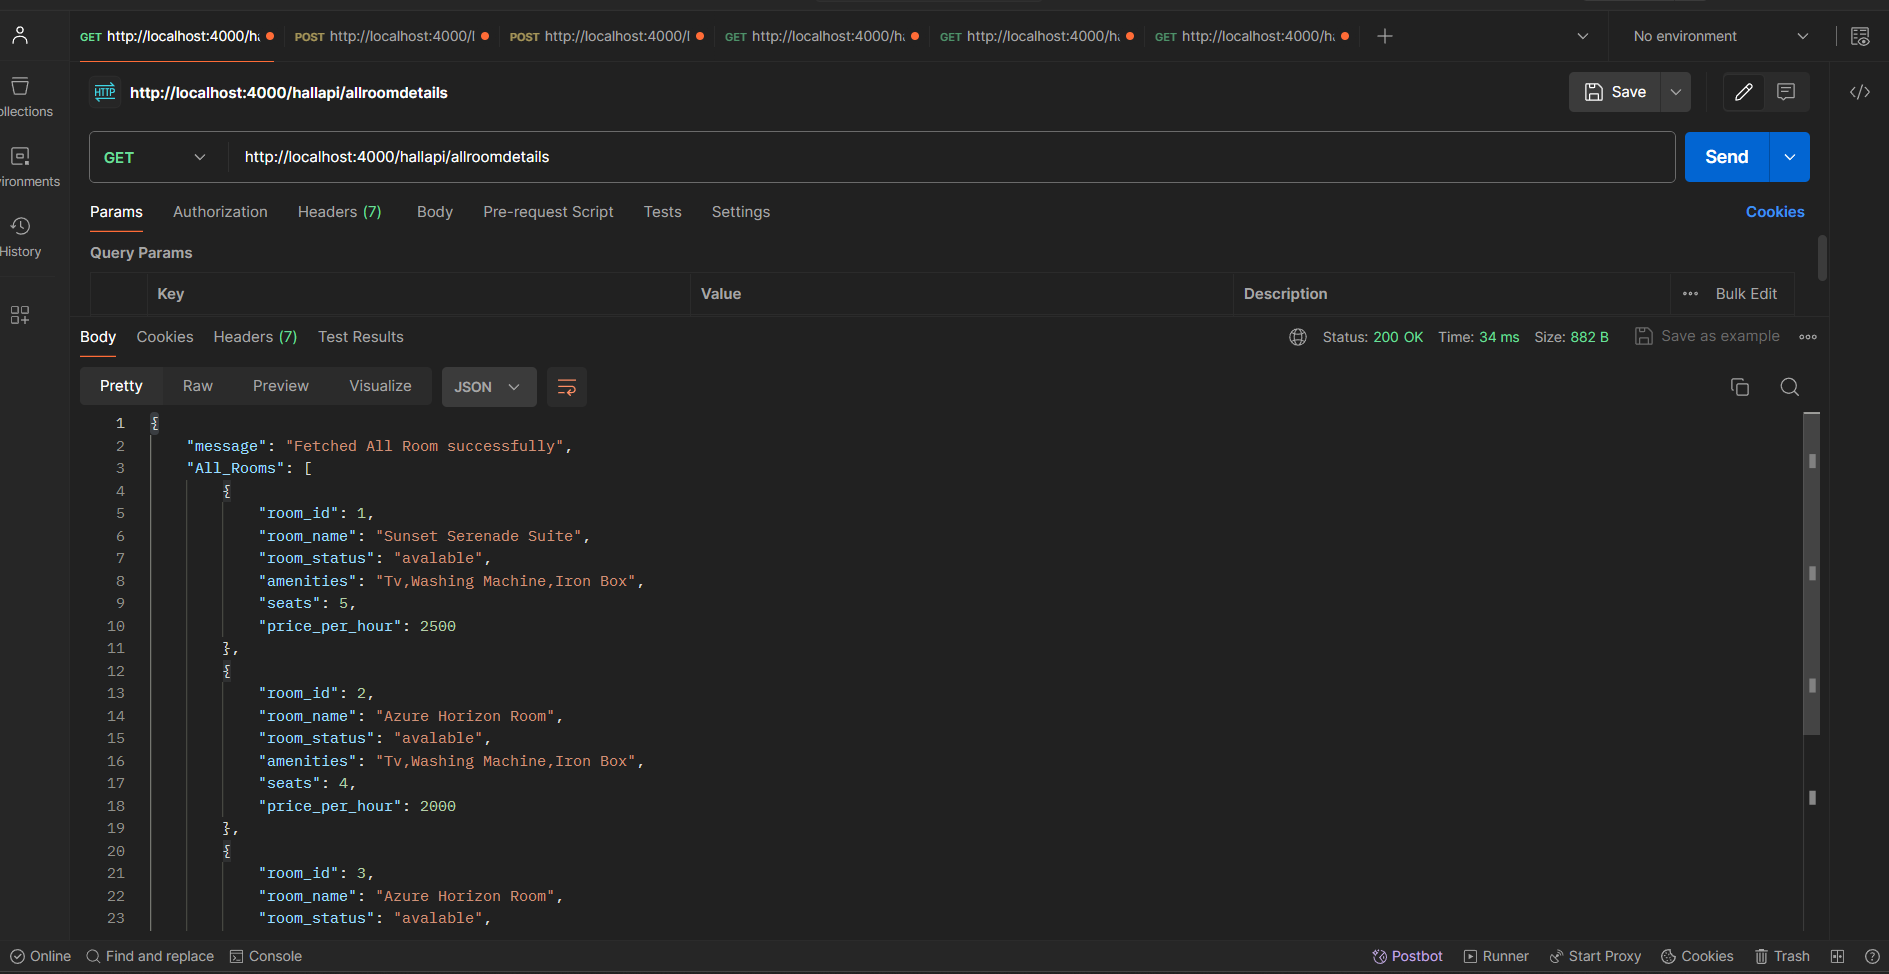 GET http://localhost:4000/ha POST http://localhost:4000/l POST http://localhost:4000/l GET http://localhost:4000/ha GET http://localhost:4000/ha GET http://localhost:4000/ha No environment
HTTP http://localhost:4000/hallapi/allroomdetails Save
ollections
GET http://localhost:4000/hallapi/allroomdetails Send
ironments
Params Authorization Headers (7) Body Pre-request Script Tests Settings Cookies
History
Query Params
Key Value Description Bulk Edit
Body Cookies Headers (7) Test Results Status: 200 OK Time: 34 ms Size: 882 B Save as example
Pretty Raw Preview Visualize JSON
1 {
2 "message": "Fetched All Room successfully",
3 "All_Rooms": [
4 {
5 "room_id": 1,
6 "room_name": "Sunset Serenade Suite",
7 "room_status": "avalable",
8 "amenities": "Tv,Washing Machine,Iron Box",
9 "seats": 5,
10 "price_per_hour": 2500
11 },
12 {
13 "room_id": 2,
14 "room_name": "Azure Horizon Room",
15 "room_status": "avalable",
16 "amenities": "Tv,Washing Machine,Iron Box",
17 "seats": 4,
18 "price_per_hour": 2000
19 },
20 {
21 "room_id": 3,
22 "room_name": "Azure Horizon Room",
23 "room_status": "avalable",
Online Find and replace Console Postbot Runner Start Proxy Cookies Trash